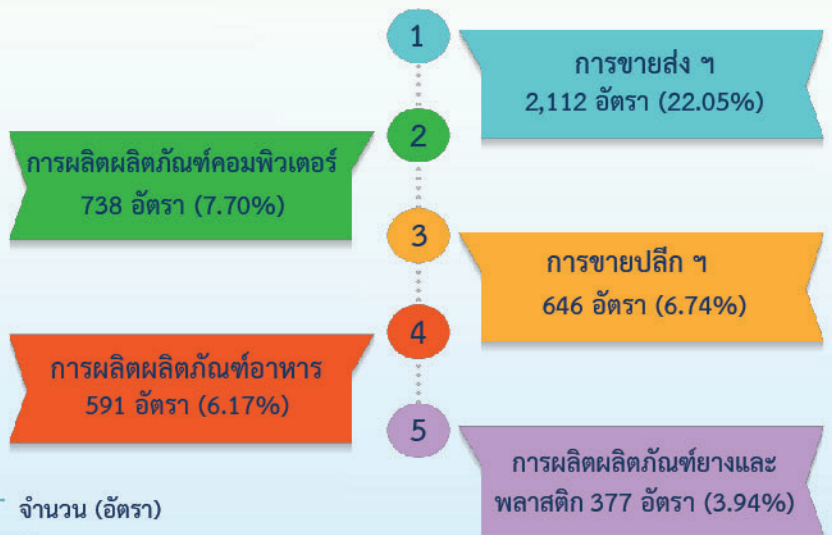 1
การขายส่ง ฯ
2,112 อัตรา (22.05%)
2
การผลิตผลิตภัณฑ์คอมพิวเตอร์
738 อัตรา (7.70%)
3
การขายปลีก ฯ
646 อัตรา (6.74%)
4
การผลิตผลิตภัณฑ์อาหาร
591 อัตรา (6.17%)
5
การผลิตผลิตภัณฑ์ยางและ
พลาสติก 377 อัตรา (3.94%)
จำนวน (อัตรา)